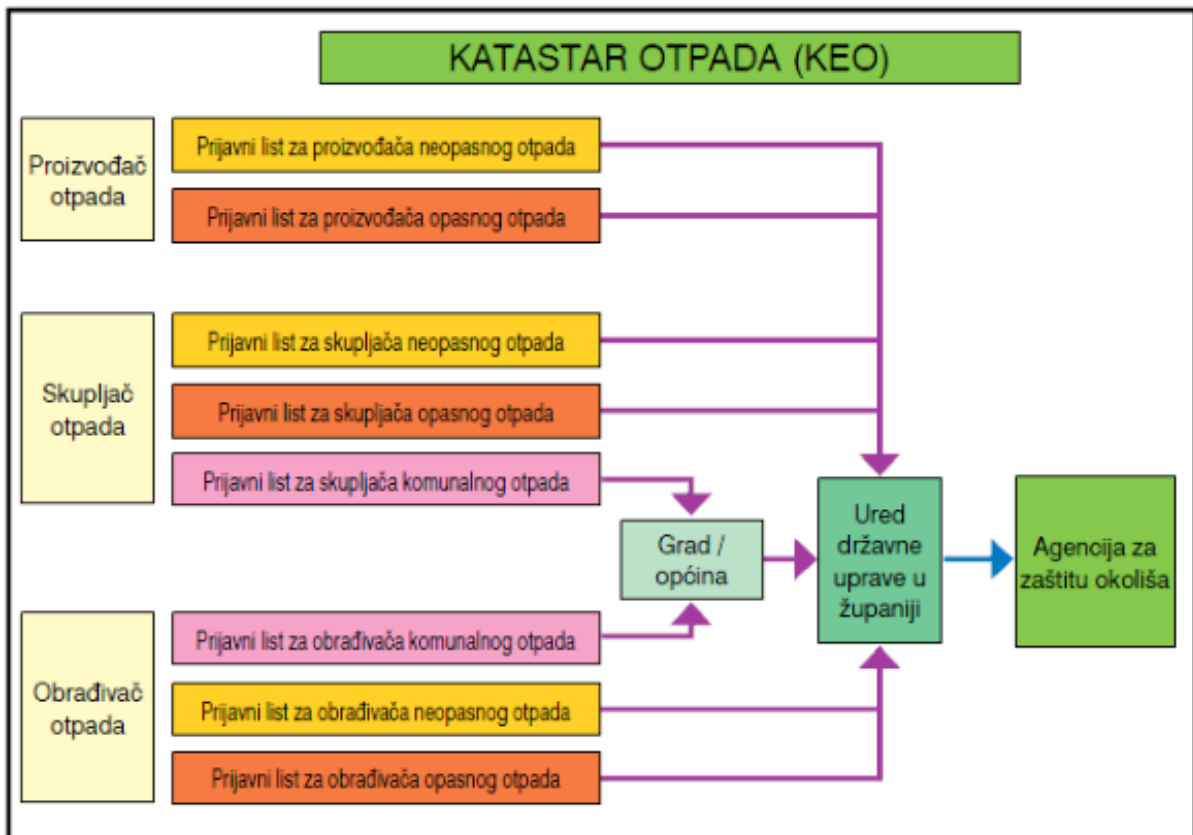 KATASTAR OTPADA (KEO)
Proizvođač
otpada
Prijavni list za proizvođača neopasnog otpada
Prijavni list za proizvođača opasnog otpada
Skupljač
otpada
Prijavni list za skupljača neopasnog otpada
Prijavni list za skupljača opasnog otpada
Prijavni list za skupljača komunalnog otpada
Grad /
općina
Ured
državne
uprave u
županiji
Agencija za
zaštitu okoliša
Obrađivač
otpada
Prijavni list za obrađivača komunalnog otpada
Prijavni list za obrađivača neopasnog otpada
Prijavni list za obrađivača opasnog otpada